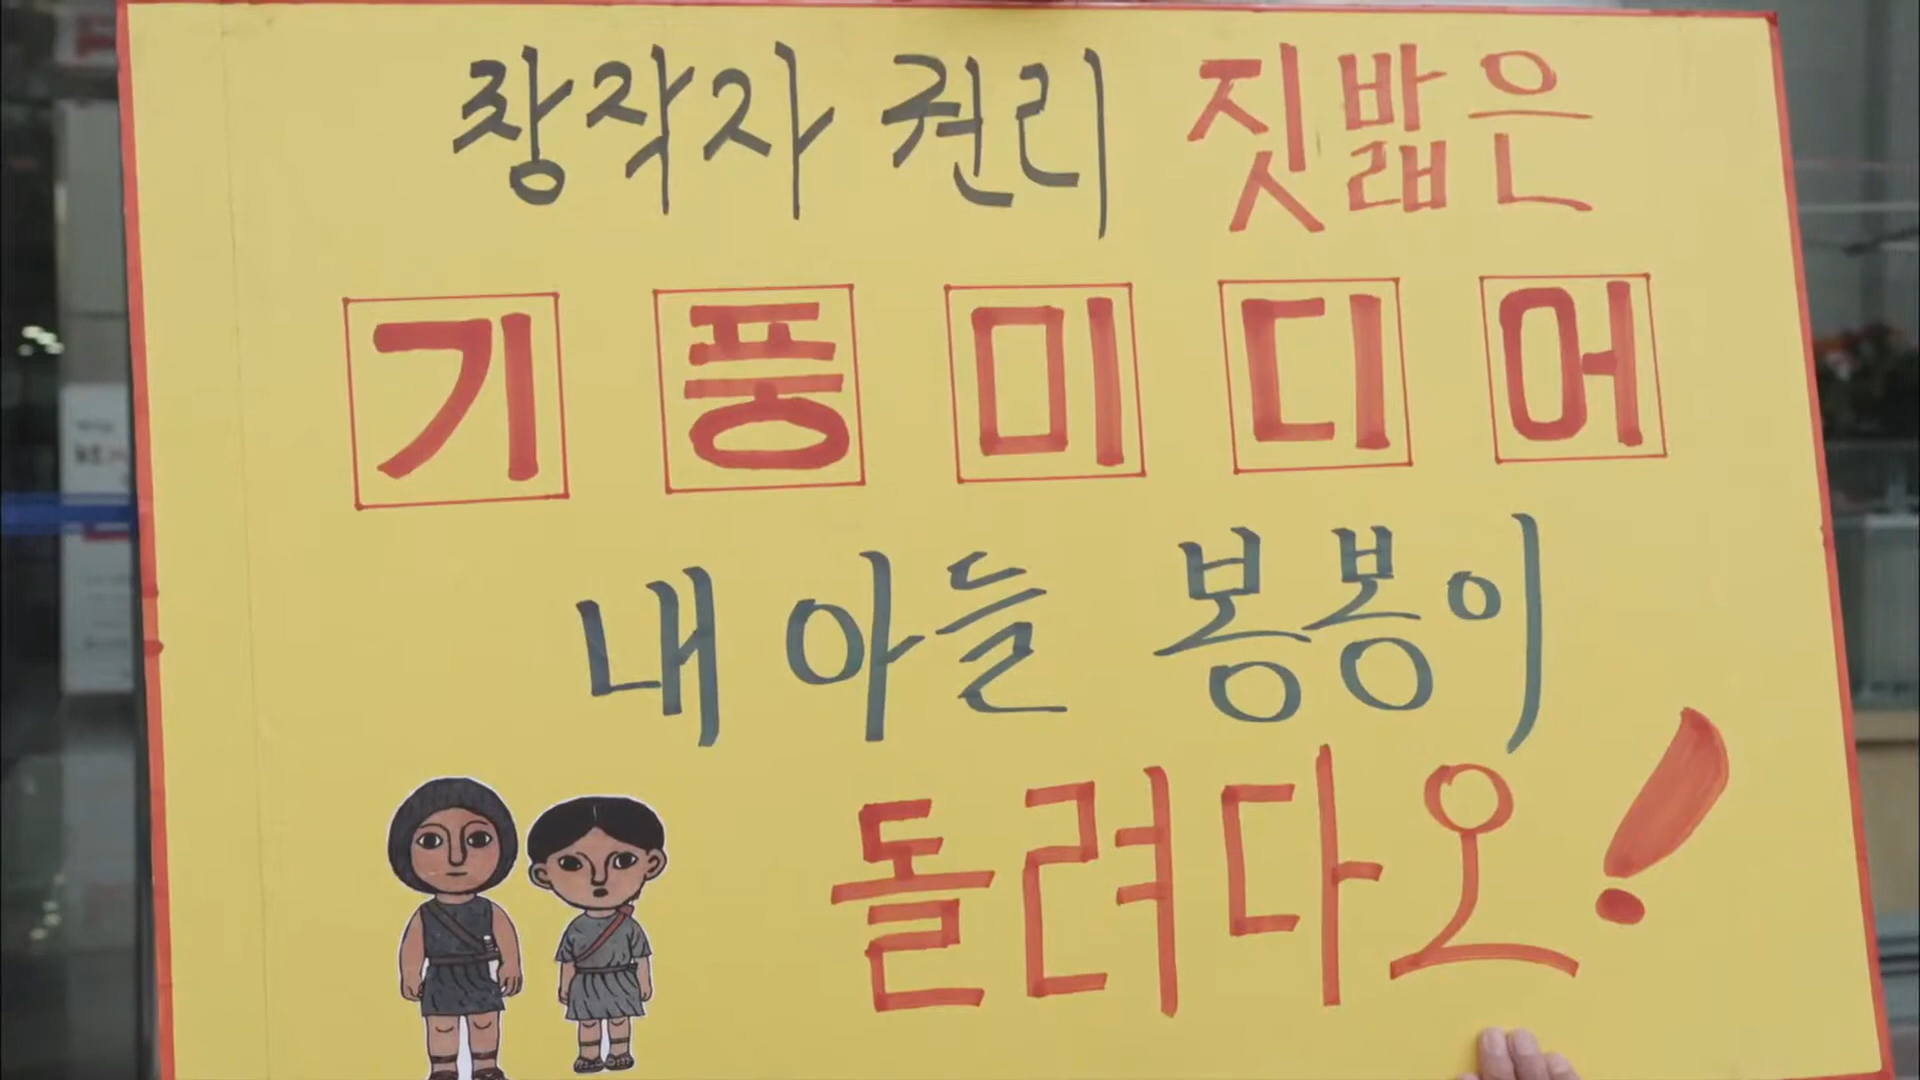 창작자 권리 짓밟은
기풍미디어
내 아들 봉봉이
돌려다오!